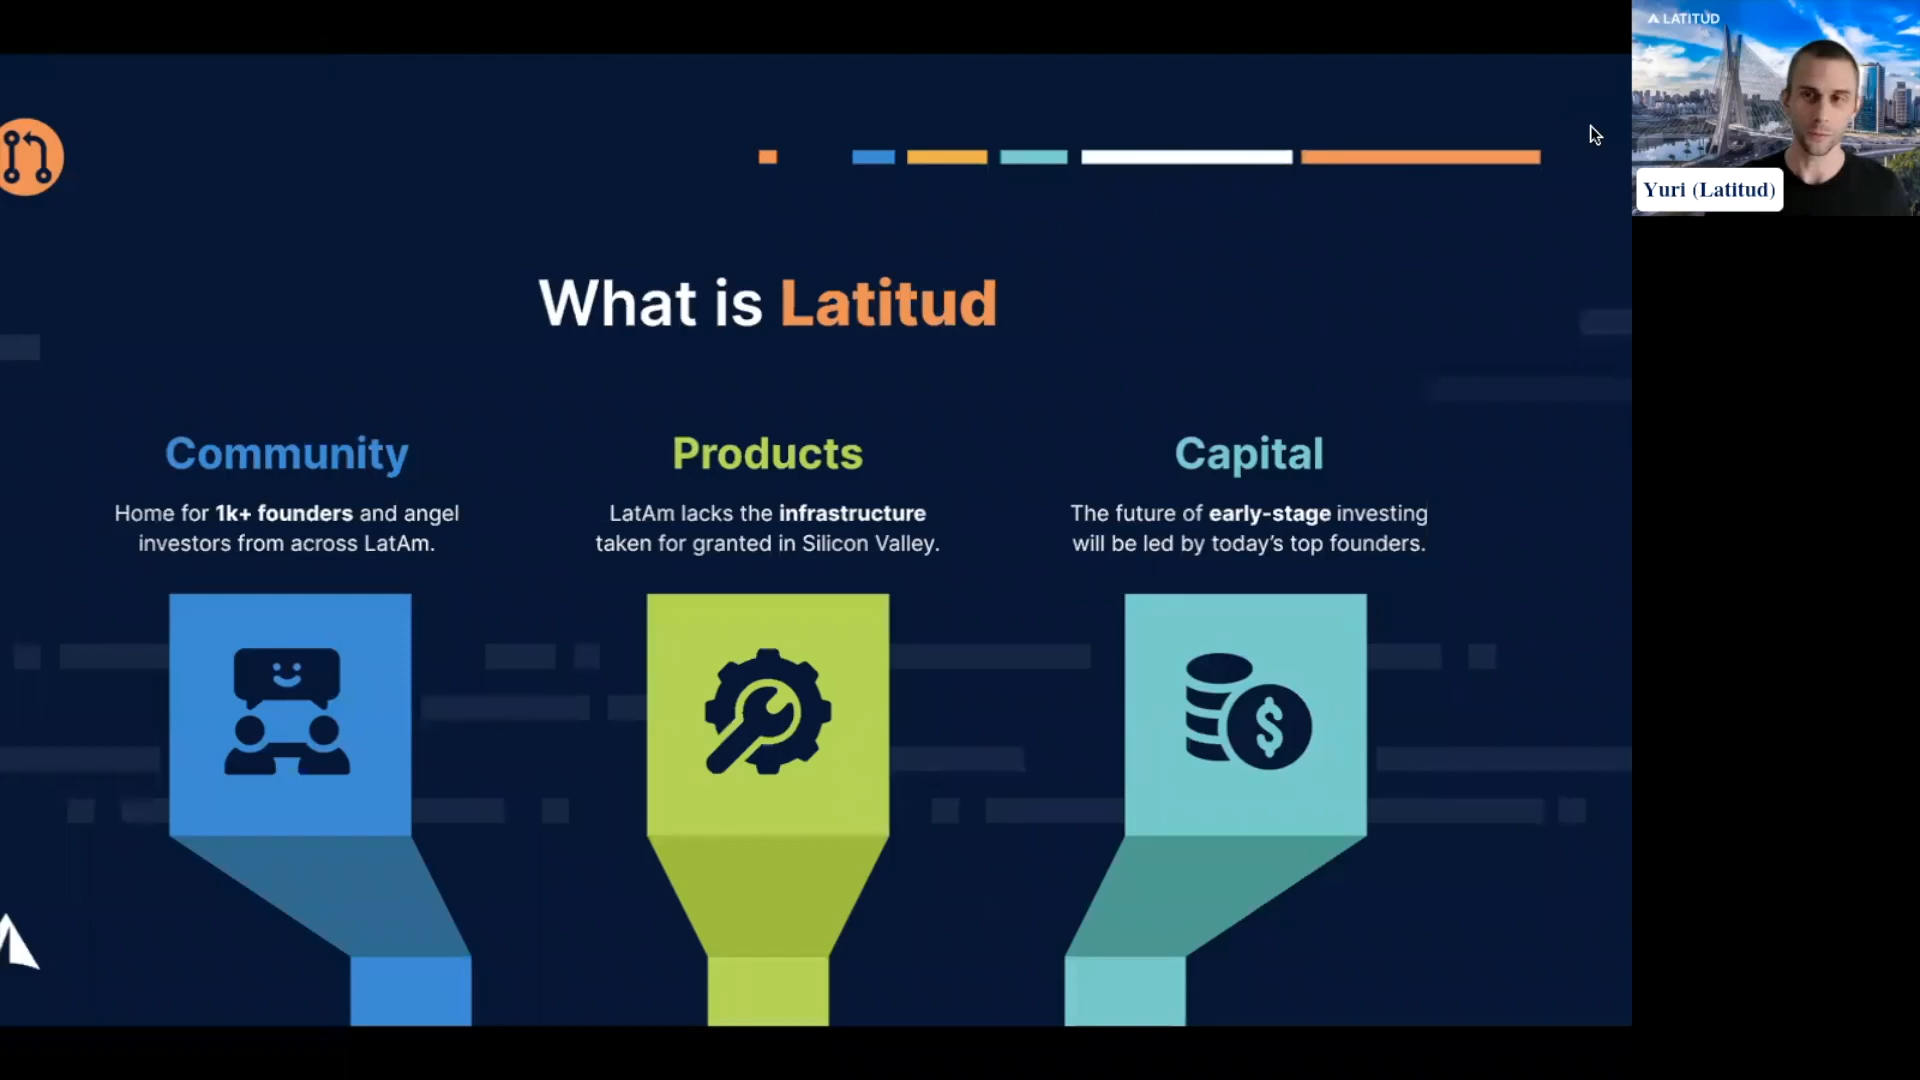 LATITUD
Yuri (Latitud)
What is Latitud
Community
Home for 1k+ founders and angel
investors from across LatAm.
Products
LatAm lacks the infrastructure
taken for granted in Silicon Valley.
Capital
The future of early-stage investing
will be led by today's top founders.
$